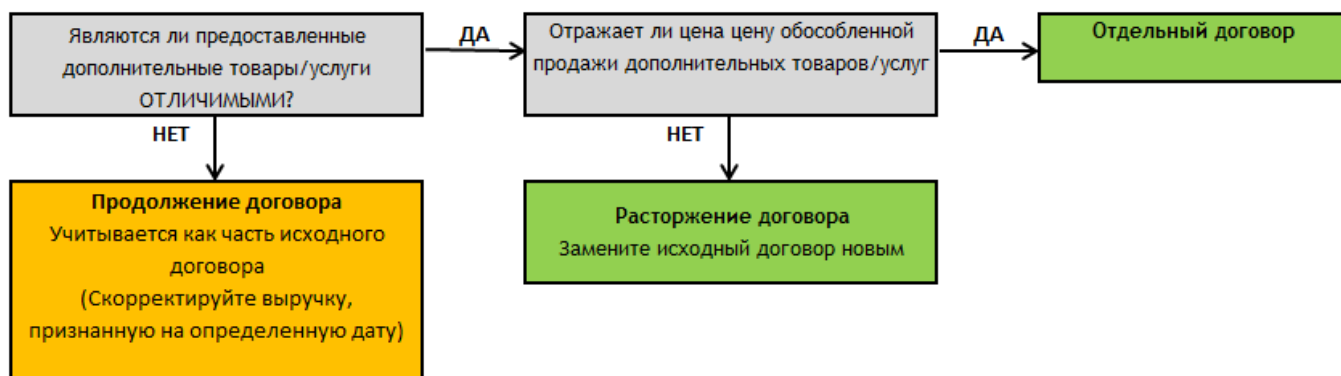 Являются ли предоставленные
дополнительные товары/услуги
ОТЛИЧИМЫМИ?
ДА
Отражает ли цена цену обособленной
продажи дополнительных товаров/услуг
ДА
Отдельный договор
НЕТ
НЕТ
Продолжение договора
Учитывается как часть исходного
договора
(Скорректируйте выручку,
признанную на определенную дату)
Расторжение договора
Замените исходный договор новым